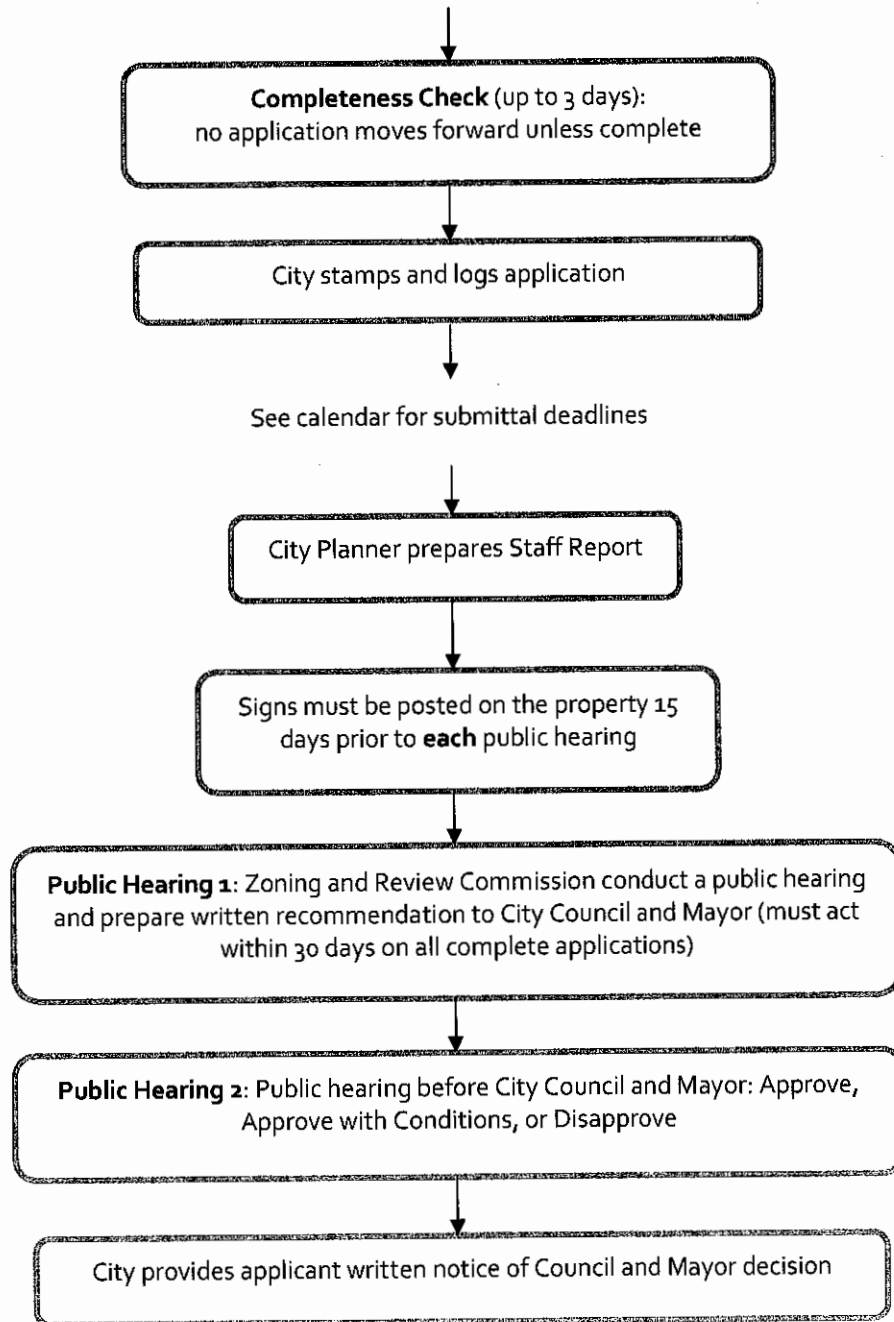 Completeness Check (up to 3 days):
no application moves forward unless complete
City stamps and logs application
See calendar for submittal deadlines
City Planner prepares Staff Report
Signs must be posted on the property 15
days prior to each public hearing
Public Hearing 1: Zoning and Review Commission conduct a public hearing
and prepare written recommendation to City Council and Mayor (must act
within 30 days on all complete applications)
Public Hearing 2: Public hearing before City Council and Mayor: Approve,
Approve with Conditions, or Disapprove
City provides applicant written notice of Council and Mayor decision